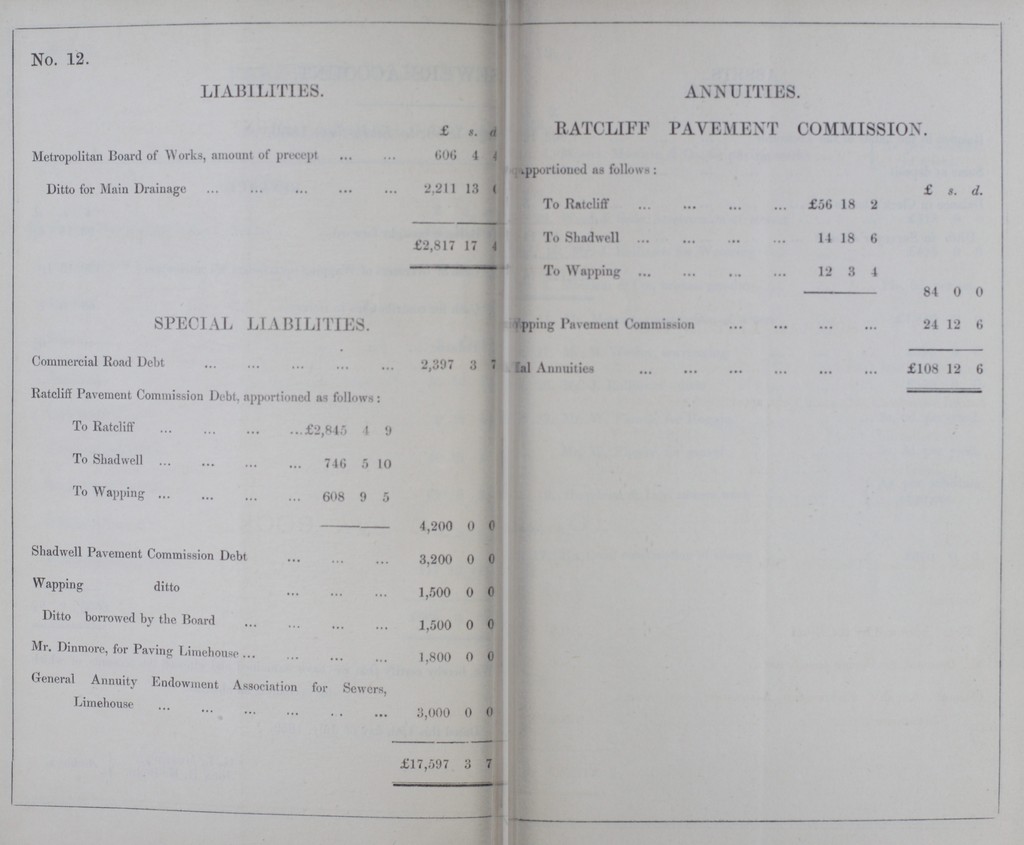 No. 12.
LIABILITIES.
£ s. d
Metropolitan Board of Works, amount of precept ... ... 606 4 4
Ditto for Main Drainage ... ... ... ... ... 2,211 13
£2,817 17 4
SPECIAL LIABILITIES.
Commercial Road Debt ... ... ... ... ... 2,397 3 7
Ratcliff Pavement Commission Debt, apportioned as follows:
To Ratcliff ... ... ... ...£2,845 4 9
To Shadwell ... ... ... ... 746 5 10
To Wapping ... ... ... ... 608 9 5
4,200 0 0
Shadwell Pavement Commission Debt ... ... ... 3,200 0 0
Wapping ditto ... ... ... 1,500 0 0
Ditto borrowed by the Board ... ... ... ... 1,500 0 0
Mr. Dinmore, for Paving Limehouse... ... ... ... 1,800 0 0
General Annuity Endowment Association for Sewers,
Limehouse ... ... ... ... ... ... 3,000 0 0
£17,597 3 7
ANNUITIES.
RATCLIFF PAVEMENT COMMISSION.
apportioned as follows:
£ s. d.
To Ratcliff ... ... ... ... £56 18 2
To Shadwell ... ... ... ... 14 18 6
To Wapping ... ... ... ... 12 3 4
84 0 0
pping Pavement Commission ... ... ... ... 24 12 6
tal Annuities ... ... ... ... ... ... £108 12 6